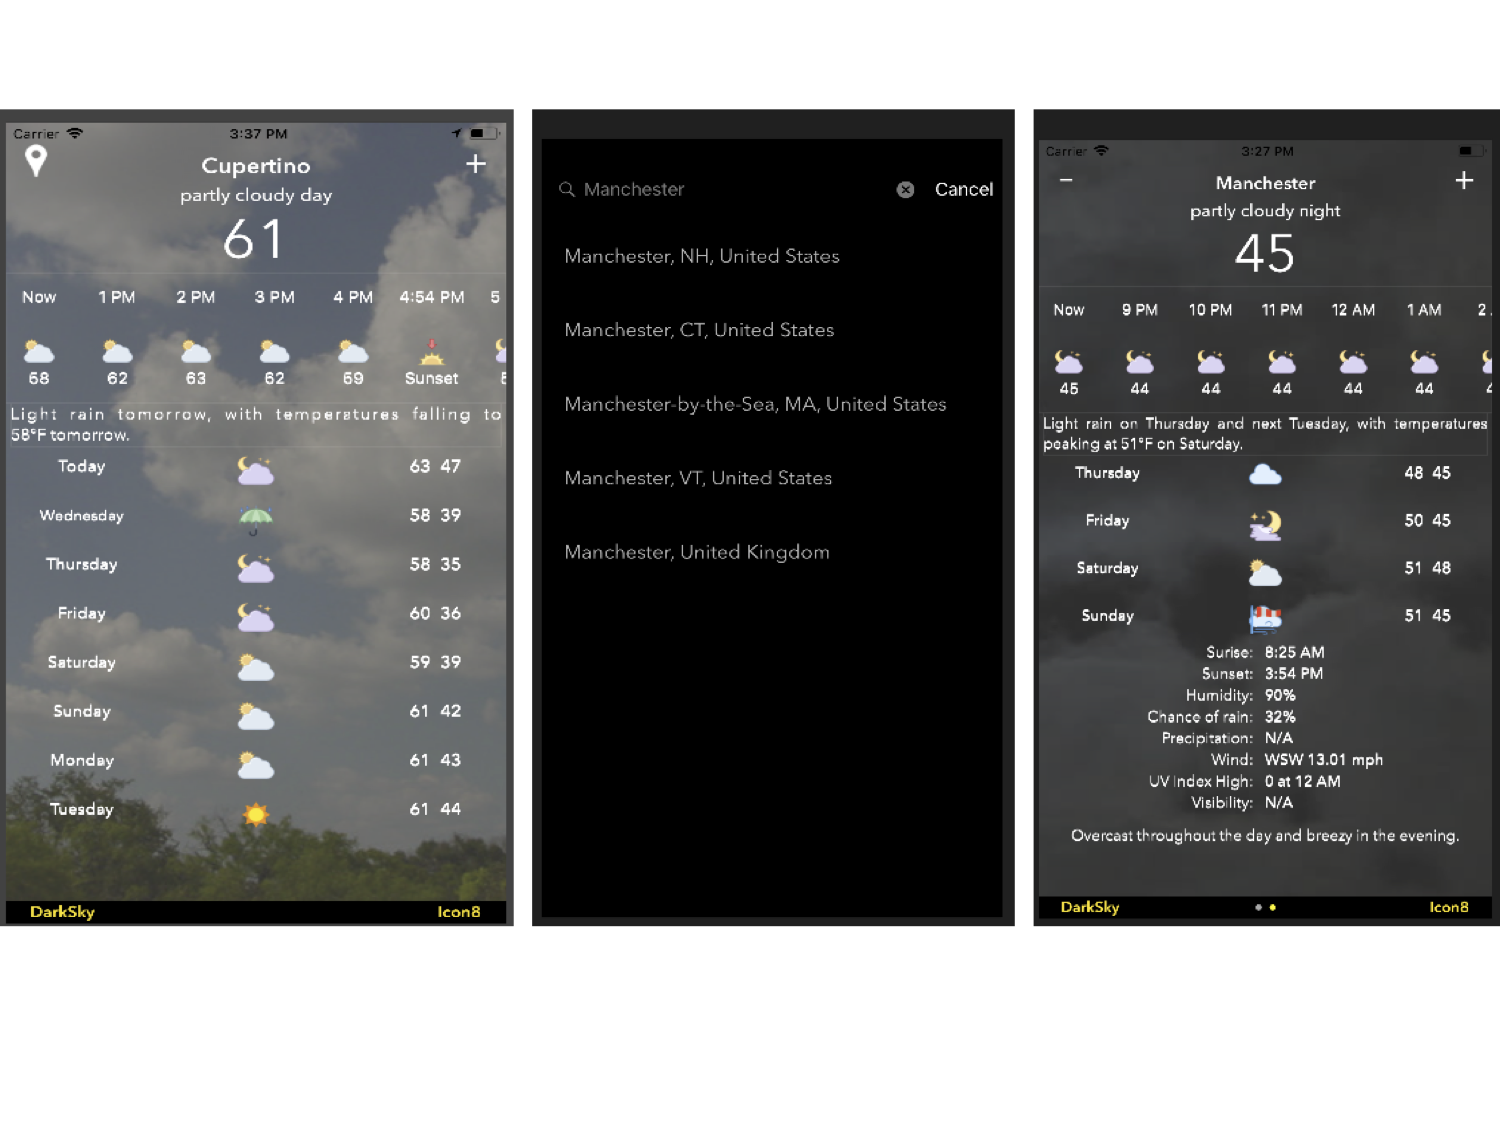 Carrier 3:37 PM
Cupertino
partly cloudy day
61
Now 1 PM 2 PM 3 PM 4 PM 4:54 PM 5
58 62 63 62 59 Sunset
Light rain tomorrow, with temperatures falling to
58°F tomorrow.
Today 63 47
Wednesday 58 39
Thursday 58 35
Friday 60 36
Saturday 59 39
Sunday 61 42
Monday 61 43
Tuesday 61 44
DarkSky Icon8
Manchester Cancel
Manchester, NH, United States
Manchester, CT, United States
Manchester-by-the-Sea, MA, United States
Manchester, VT, United States
Manchester, United Kingdom
Carrier 3:27 PM
Manchester
partly cloudy night
45
Now 9 PM 10 PM 11 PM 12 AM 1 AM 2
45 44 44 44 44 44
Light rain on Thursday and next Tuesday, with temperatures
peaking at 51°F on Saturday.
Thursday 48 45
Friday 50 45
Saturday 51 48
Sunday 51 45
Surise: 8:25 AM
Sunset: 3:54 PM
Humidity: 90%
Chance of rain: 32%
Precipitation: N/A
Wind: WSW 13.01 mph
UV Index High: 0 at 12 AM
Visibility: N/A
Overcast throughout the day and breezy in the evening.
DarkSky Icon8